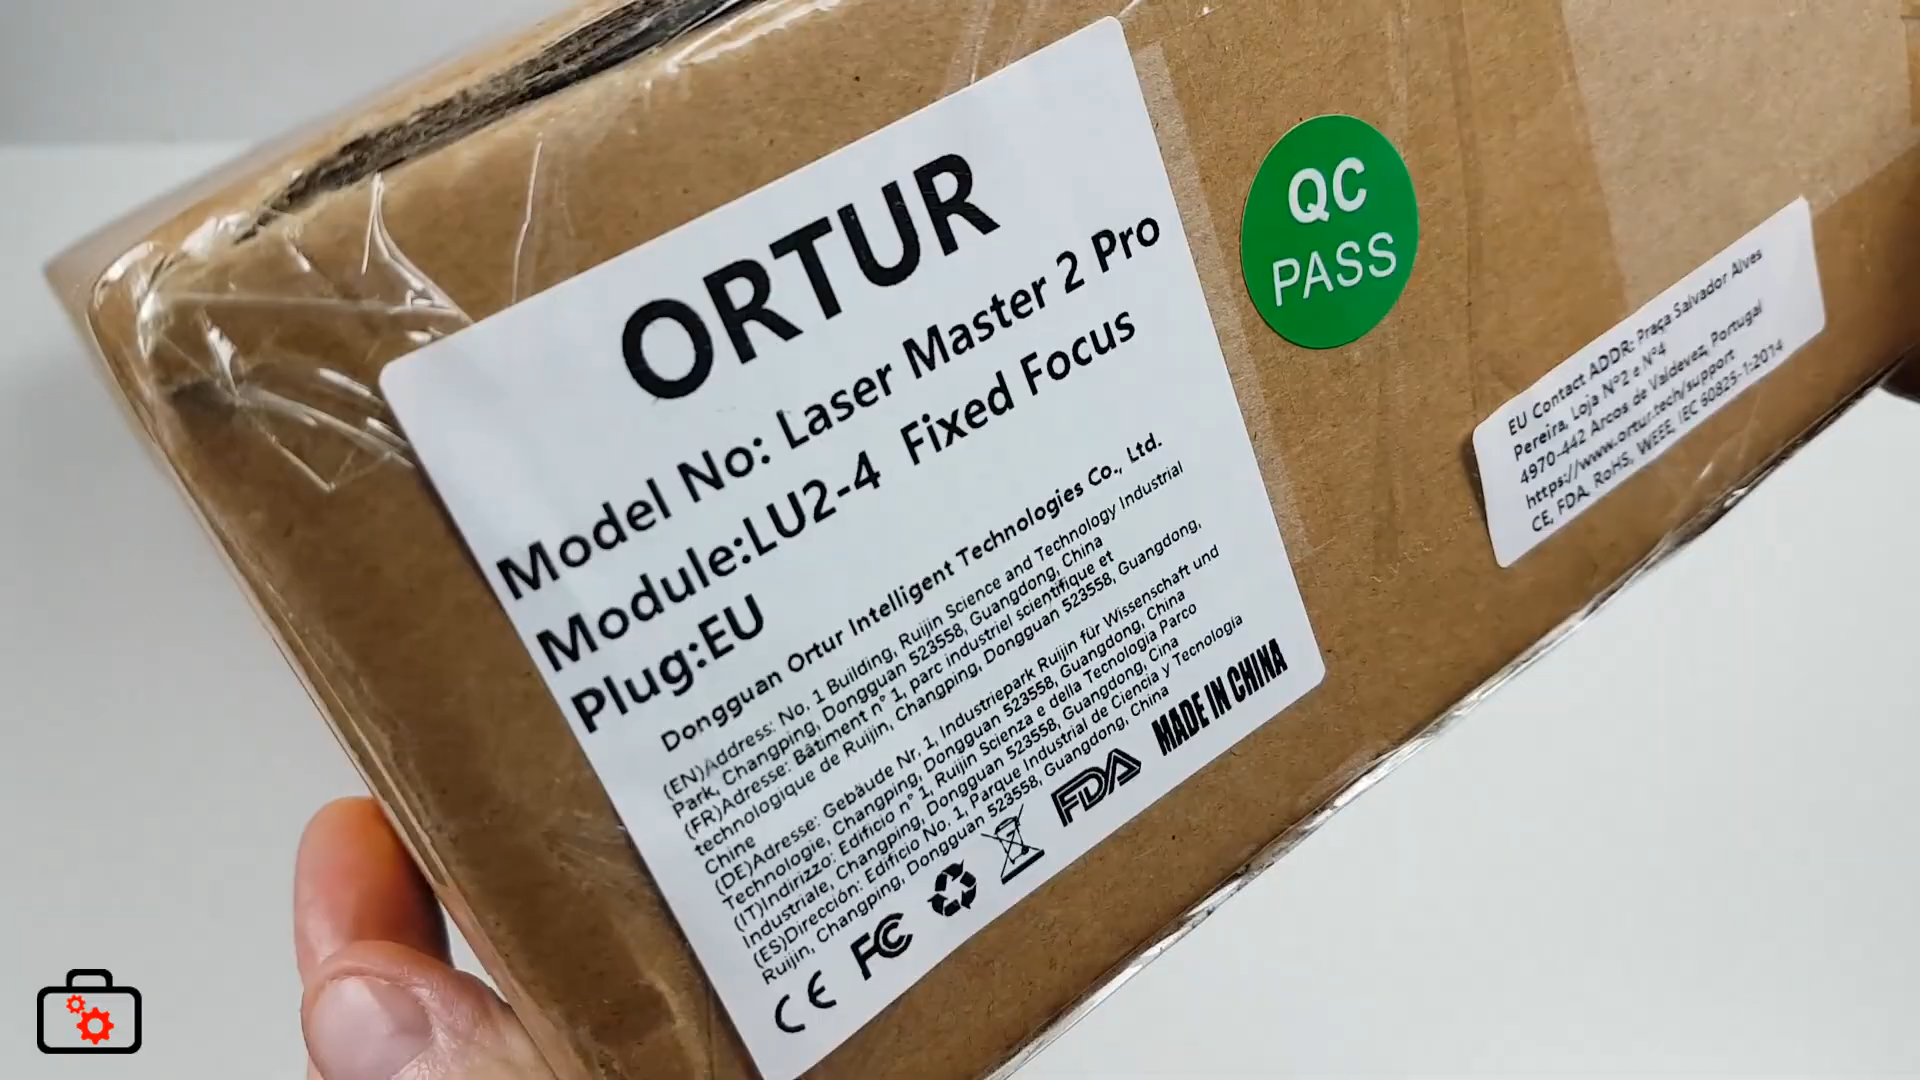 ORTUR
Model No: Laser Master 2 Pro
Module:LU2-4 Fixed Focus
Plug:EU
Dongguan Ortur Intelligent Technologies Co., Ltd.
(EN)Address: No. 1 Building, Ruijin Science and Technology Industrial
Park, Changping, Dongguan 523558, Guangdong, China
(FR)Adresse: Bâtiment n° 1, parc industriel scientifique et
technologique de Ruijin, Changping, Dongguan 523558, Guangdong,
Chine
(DE)Adresse: Gebäude Nr. 1, Industriepark Ruijin für Wissenschaft und
Technologie, Changping, Dongguan 523558, Guangdong, China
(IT)Indirizzo: Edificio n° 1, Ruijin Scienza e della Tecnologia Parco
Industriale, Changping, Dongguan 523558, Guangdong, Cina
(ES)Dirección: Edificio No. 1, Parque Industrial de Ciencia y Tecnología
Ruijin, Changping, Dongguan 523558, Guangdong, China
CE FC FDA MADE IN CHINA
QC
PASS
EU Contact ADDR: Praça Salvador Alves
Pereira, Loja Nº2 e Nº4
4970-442 Arcos de Valdevez, Portugal
https://www.ortur.tech/support
CE, FDA, RoHS, WEEE, IEC 60825-1:2014